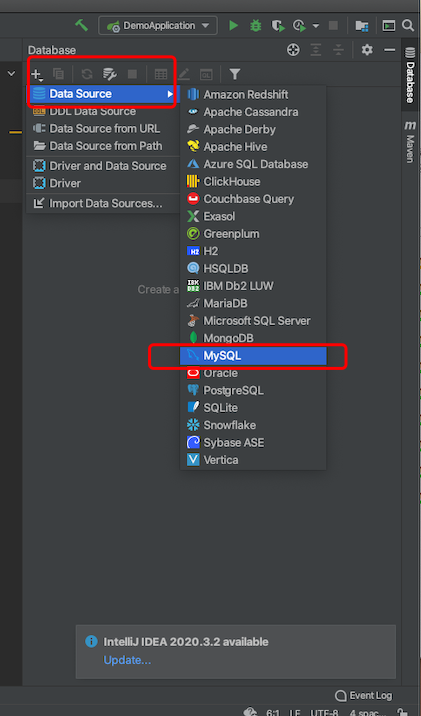 DemoApplication
Database
Data Source
DDL Data Source
Data Source from URL
Data Source from Path
Driver and Data Source
Driver
Import Data Sources...
Amazon Redshift
Apache Cassandra
Apache Derby
Apache Hive
Azure SQL Database
ClickHouse
Couchbase Query
Exasol
Greenplum
H2
H2
HSQLDB
IBM
DB2
IBM Db2 LUW
MariaDB
Microsoft SQL Server
MongoDB
MySQL
Oracle
PostgreSQL
SQLite
Snowflake
Sybase ASE
Vertica
Create a
Database
m
Maven
IntelliJ IDEA 2020.3.2 available
Update...
Event Log
6:1 LF UTF-8 4 spac...